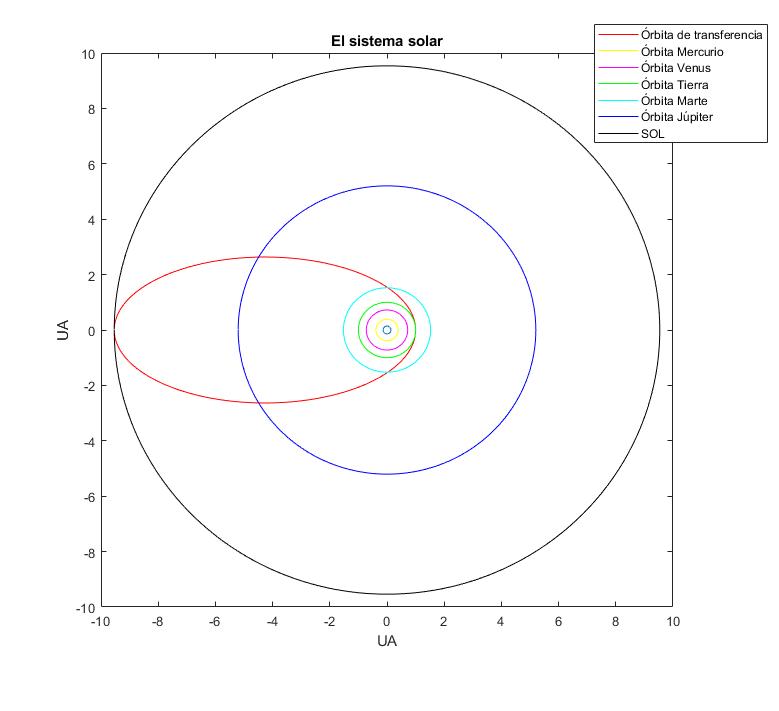 El sistema solar
Órbita de transferencia
Órbita Mercurio
Órbita Venus
Órbita Tierra
Órbita Marte
Órbita Júpiter
SOL
10
8
6
4
2
0
-2
-4
-6
-8
-10
UA
-10 -8 -6 -4 -2 0 2 4 6 8 10
UA